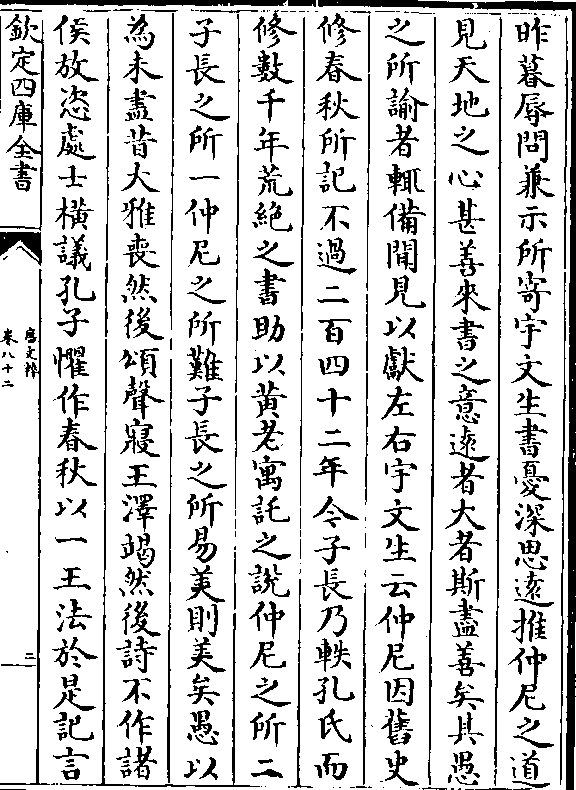 昨暮辱問兼示所寄宇文生書憂深思遠推仲尼之道
見天地之心甚善來書之意遠者大者斯盡善矣其愚
之所諭者輒備聞見以獻左右宇文生云仲尼因舊史
修春秋所記不過二百四十二年今子長乃軼孔氏而
修數千年荒絶之書助以黄老寓託之説仲尼之所二
子長之所一仲尼之所難子長之所易美則美矣愚以
為未盡昔大雅喪然後頌聲寢王澤竭然後詩不作諸
侯放恣處士橫議孔子懼作春秋以一王法於是記言
欽定四庫全書
唐文粹
卷八十二
二